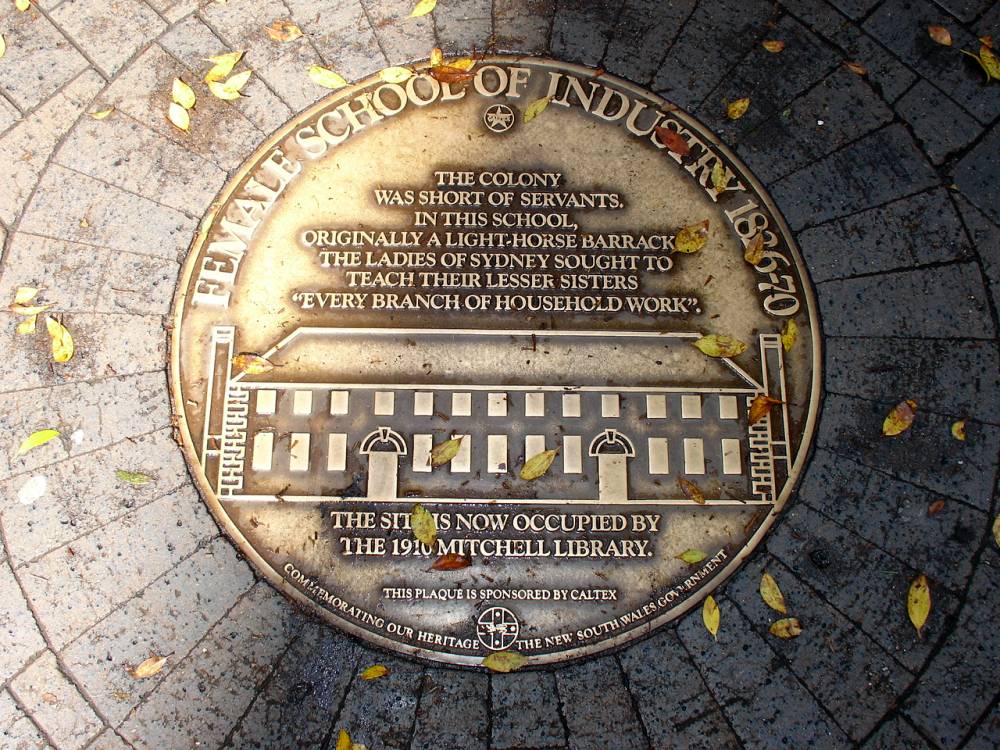 FEMALE SCHOOL OF INDUSTRY 1826-70
THE COLONY
WAS SHORT OF SERVANTS.
IN THIS SCHOOL,
ORIGINALLY A LIGHT-HORSE BARRACK
THE LADIES OF SYDNEY SOUGHT TO
TEACH THEIR LESSER SISTERS
"EVERY BRANCH OF HOUSEHOLD WORK".
THE SITE IS NOW OCCUPIED BY
THE 1910 MITCHELL LIBRARY.
THIS PLAQUE IS SPONSORED BY CALTEX
COMMEMORATING OUR HERITAGE THE NEW SOUTH WALES GOVERNMENT